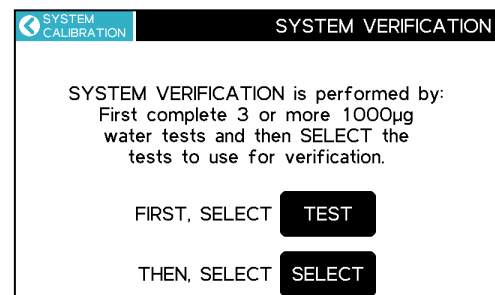 SYSTEM
CALIBRATION
SYSTEM VERIFICATION
SYSTEM VERIFICATION is performed by:
First complete 3 or more 1000µg
water tests and then SELECT the
tests to use for verification.
FIRST, SELECT TEST
THEN, SELECT SELECT